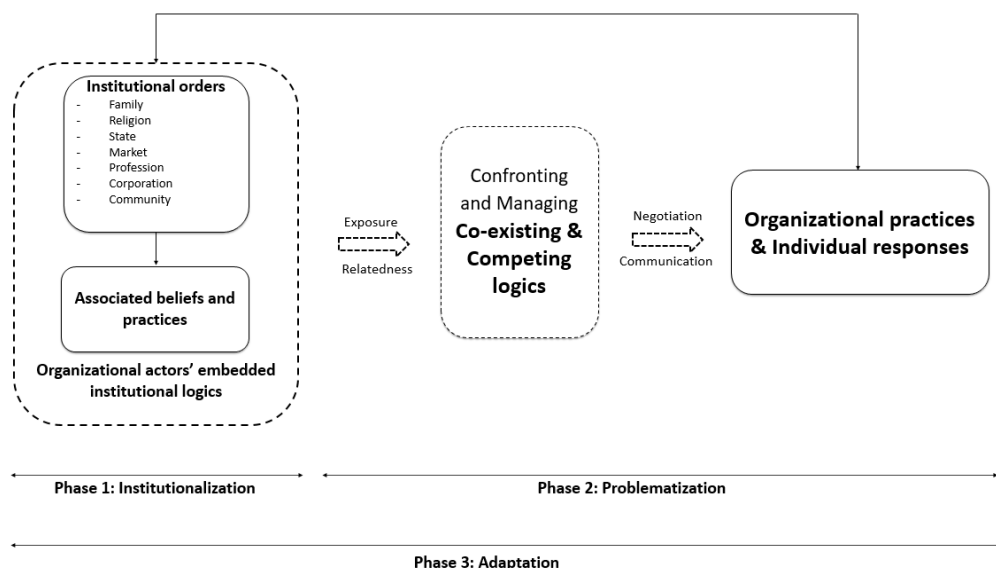 Institutional orders
- Family
- Religion
- State
- Market
- Profession
- Corporation
- Community
Associated beliefs and
practices
Organizational actors’ embedded
institutional logics
Exposure
Relatedness
Confronting
and Managing
Co-existing &
Competing
logics
Negotiation
Communication
Organizational practices
& Individual responses
Phase 1: Institutionalization
Phase 2: Problematization
Phase 3: Adaptation